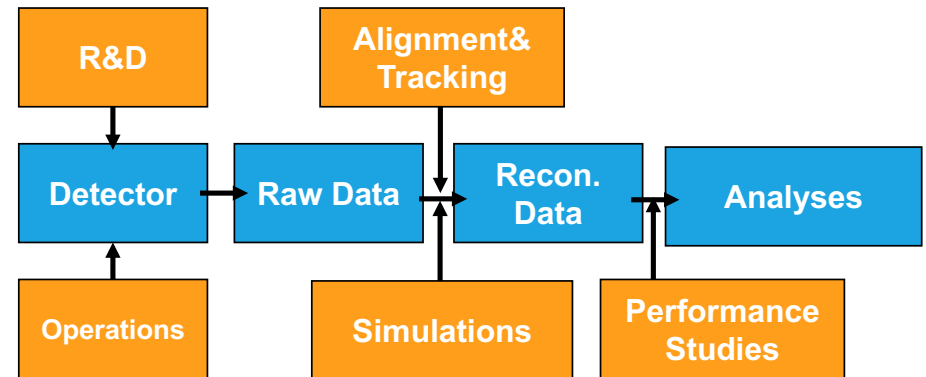 R&D
Alignment&
Tracking
Detector
Raw Data
Recon.
Data
Analyses
Operations
Simulations
Performance
Studies